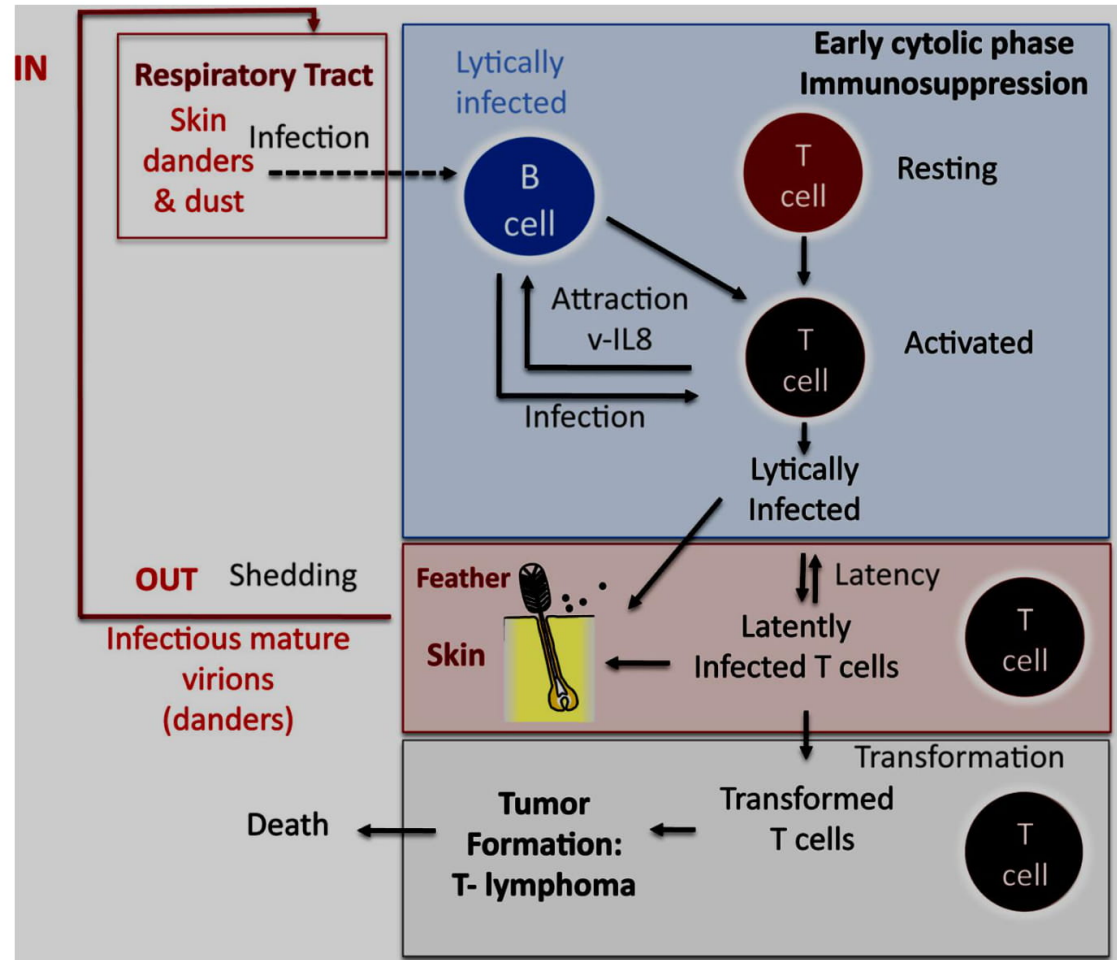 IN
Respiratory Tract
Skin
danders
& dust
Infection
Lytically
infected
B
cell
Early cytolic phase
Immunosuppression
T
cell
Resting
Attraction
v-IL8
Infection
T
cell
Activated
Lytically
Infected
OUT
Shedding
Infectious mature
virions
(danders)
Feather
Skin
Latency
Latently
Infected T cells
T
cell
Transformation
Transformed
T cells
T
cell
Tumor
Formation:
T- lymphoma
Death